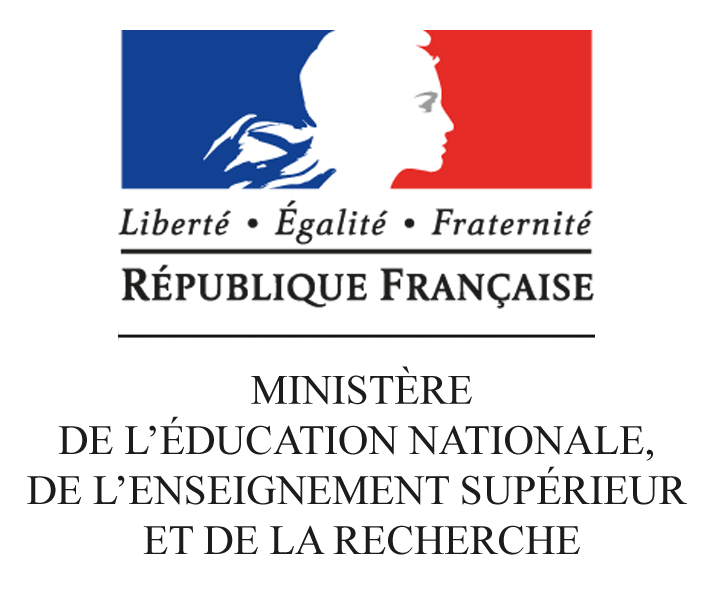 Liberté • Égalité • Fraternité
RÉPUBLIQUE FRANÇAISE
MINISTÈRE
DE L’ÉDUCATION NATIONALE,
DE L’ENSEIGNEMENT SUPÉRIEUR
ET DE LA RECHERCHE